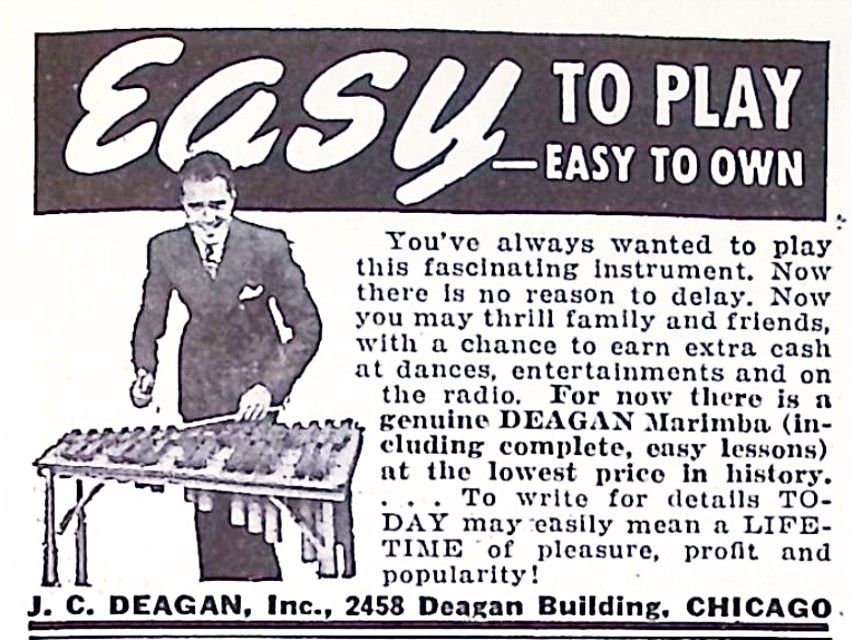 Easy TO PLAY
—EASY TO OWN
You've always wanted to play
this fascinating instrument. Now
there is no reason to delay. Now
you may thrill family and friends,
with a chance to earn extra cash
at dances, entertainments and on
the radio. For now there is a
genuine DEAGAN Marimba (in-
cluding complete, easy lessons)
at the lowest price in history.
. . . To write for details TO-
DAY may easily mean a LIFE-
TIME of pleasure, profit and
popularity!
J. C. DEAGAN, Inc., 2458 Deagan Building, CHICAGO